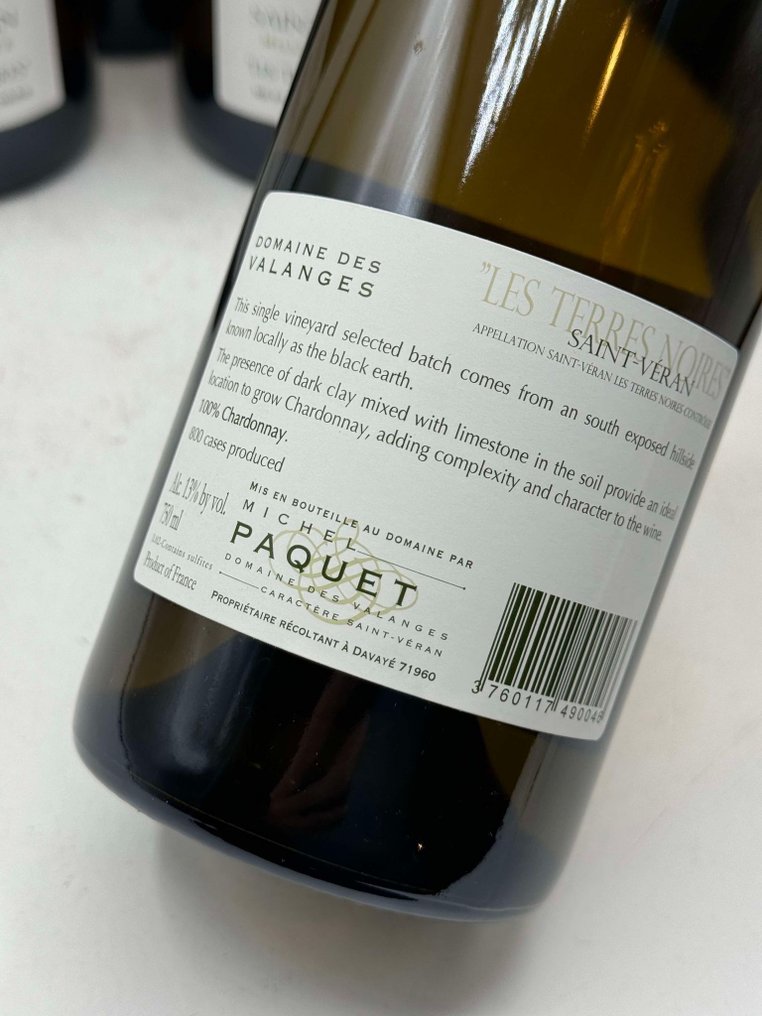 DOMAINE DES
VALANGES
"LES TERRES NOIRES"
SAINT-VÉRAN
APPELLATION SAINT-VÉRAN LES TERRES NOIRES CONTRÔLÉE
This single vineyard selected batch comes from an south exposed hillside
known locally as the black earth.
The presence of dark clay mixed with limestone in the soil provide an ideal
location to grow Chardonnay, adding complexity and character to the wine.
100% Chardonnay.
800 cases produced
Alc. 13% by vol.
750 ml
L02-Contains sulfites
Product of France
MIS EN BOUTEILLE AU DOMAINE PAR
MICHEL
PAQUET
DOMAINE DES VALANGES
CARACTÈRE SAINT-VÉRAN
PROPRIÉTAIRE RÉCOLTANT À DAVAYÉ 71960
3 760117 490046